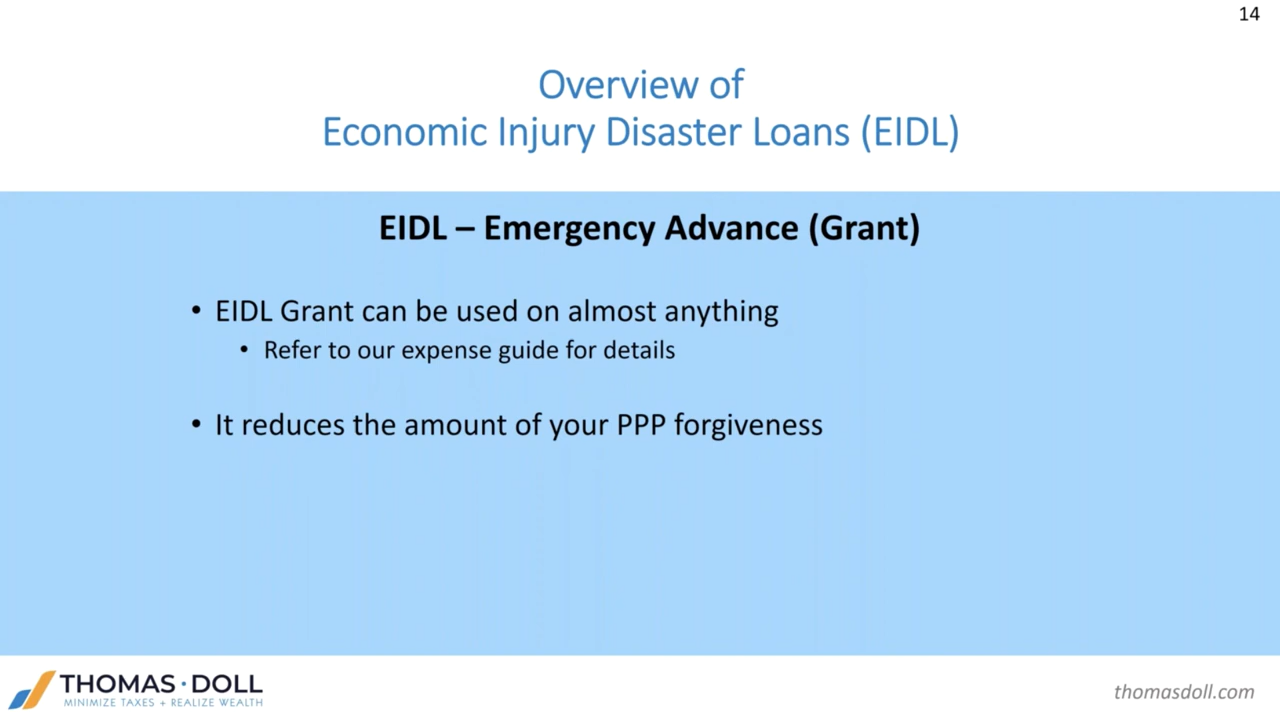 14
Overview of
Economic Injury Disaster Loans (EIDL)
EIDL – Emergency Advance (Grant)
• EIDL Grant can be used on almost anything
• Refer to our expense guide for details
• It reduces the amount of your PPP forgiveness
THOMAS·DOLL
MINIMIZE TAXES + REALIZE WEALTH
thomasdoll.com